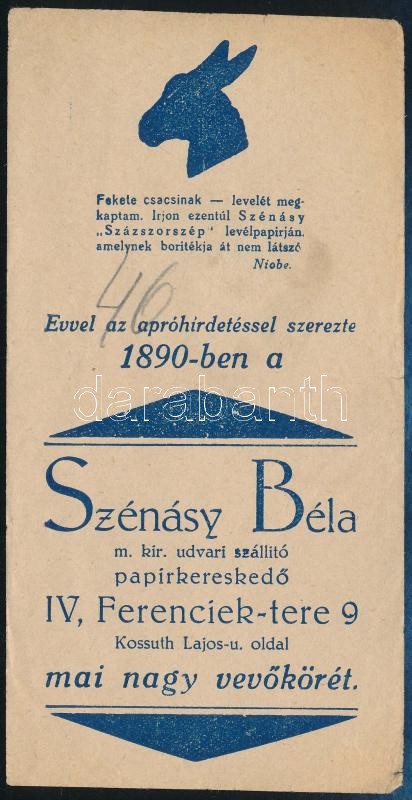 Fekete csacsinak — levelét meg-
kaptam. Irjon ezentúl Szénásy
„Százszorszép" levélpapirján,
amelynek boritékja át nem látszó
Niobe.
46
Evvel az apróhirdetéssel szerezte
1890-ben a
darabanth
Szénásy Béla
m. kir. udvari szállitó
papirkereskedő
IV, Ferenciek-tere 9
Kossuth Lajos-u. oldal
mai nagy vevőkörét.